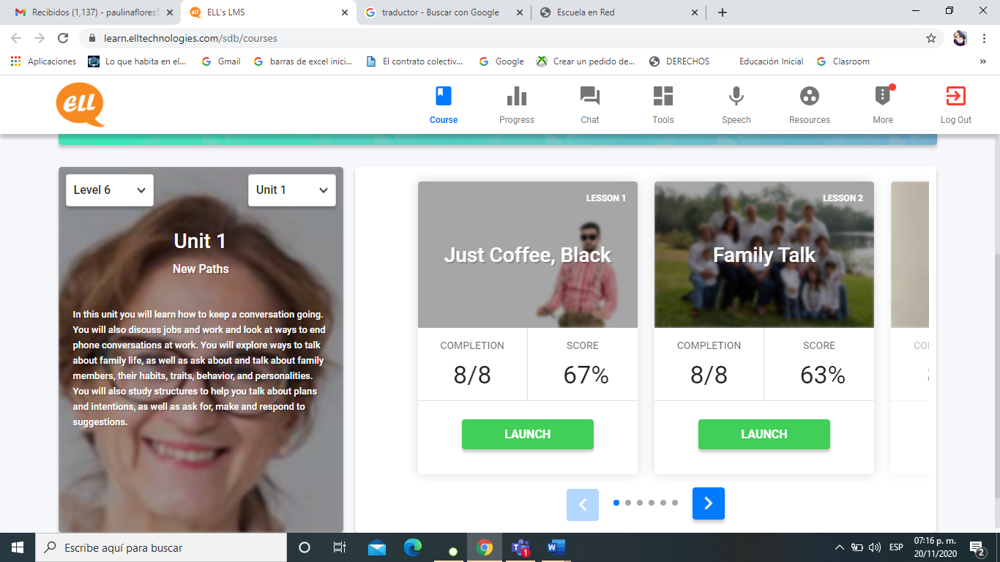 Recibidos (1,137) - paulinaflores5
ELL's LMS
traductor - Buscar con Google
Escuela en Red
learn.elltechnologies.com/sdb/courses
Aplicaciones
Lo que habita en el...
Gmail
barras de excel inici...
El contrato colectiv...
Google
Crear un pedido de...
DERECHOS
Educación Inicial
Clasroom
»
ell
Course
Progress
Chat
Tools
Speech
Resources
More
Log Out
Level 6
Unit 1
Unit 1
New Paths
In this unit you will learn how to keep a conversation going.
You will also discuss jobs and work and look at ways to end
phone conversations at work. You will explore ways to talk
about family life, as well as ask about and talk about family
members, their habits, traits, behavior, and personalities.
You will also study structures to help you talk about plans
and intentions, as well as ask for, make and respond to
suggestions.
LESSON 1
Just Coffee, Black
COMPLETION
SCORE
8/8
67%
LAUNCH
LESSON 2
Family Talk
COMPLETION
SCORE
8/8
63%
LAUNCH
Escribe aquí para buscar
1
ESP
07:16 p. m.
20/11/2020
2